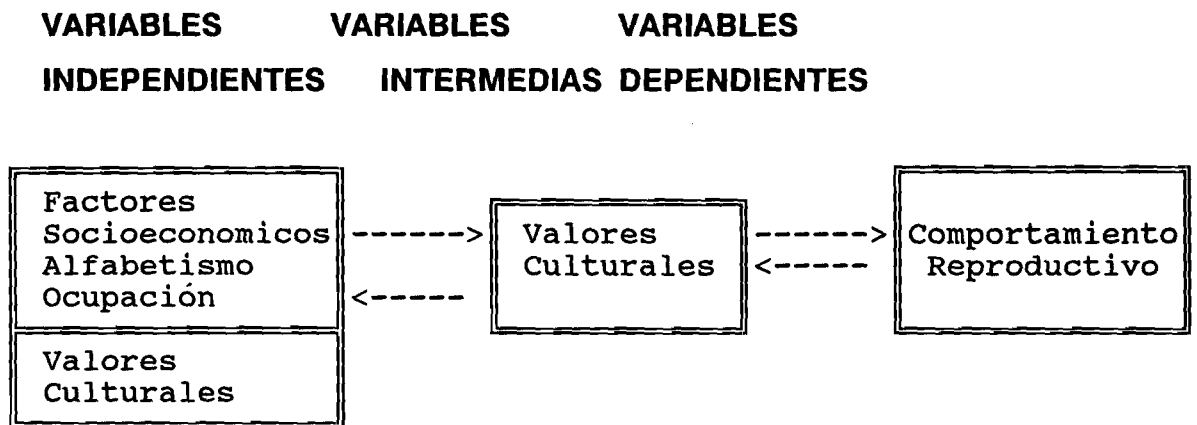 VARIABLES VARIABLES VARIABLES
INDEPENDIENTES INTERMEDIAS DEPENDIENTES
Factores
Socioeconomicos
Alfabetismo
Ocupación
Valores
Culturales
------>
<-----
Valores
Culturales
------>
<-----
Comportamiento
Reproductivo